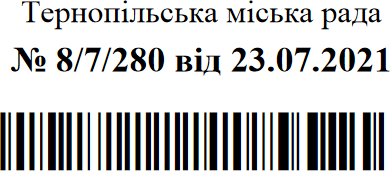 Тернопільська міська рада
№ 8/7/280 від 23.07.2021